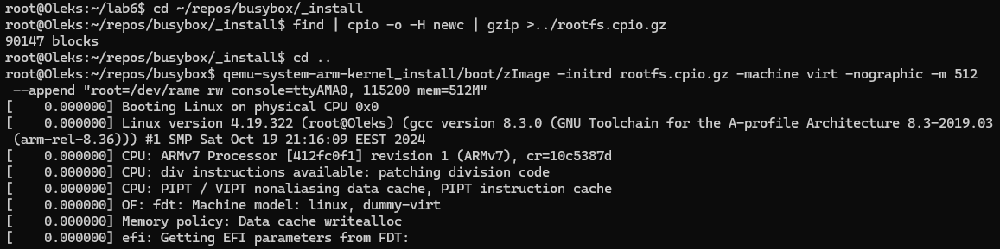 root@Oleks:~/lab6$ cd ~/repos/busybox/_install
root@Oleks:~/repos/busybox/_install$ find | cpio -o -H newc | gzip >../rootfs.cpio.gz
90147 blocks
root@Oleks:~/repos/busybox/_install$ cd ..
root@Oleks:~/repos/busybox$ qemu-system-arm-kernel_install/boot/zImage -initrd rootfs.cpio.gz -machine virt -nographic -m 512
--append "root=/dev/rame rw console=ttyAMA0, 115200 mem=512M"
[    0.000000] Booting Linux on physical CPU 0x0
[    0.000000] Linux version 4.19.322 (root@Oleks) (gcc version 8.3.0 (GNU Toolchain for the A-profile Architecture 8.3-2019.03
(arm-rel-8.36))) #1 SMP Sat Oct 19 21:16:09 EEST 2024
[    0.000000] CPU: ARMv7 Processor [412fc0f1] revision 1 (ARMv7), cr=10c5387d
[    0.000000] CPU: div instructions available: patching division code
[    0.000000] CPU: PIPT / VIPT nonaliasing data cache, PIPT instruction cache
[    0.000000] OF: fdt: Machine model: linux, dummy-virt
[    0.000000] Memory policy: Data cache writealloc
[    0.000000] efi: Getting EFI parameters from FDT: